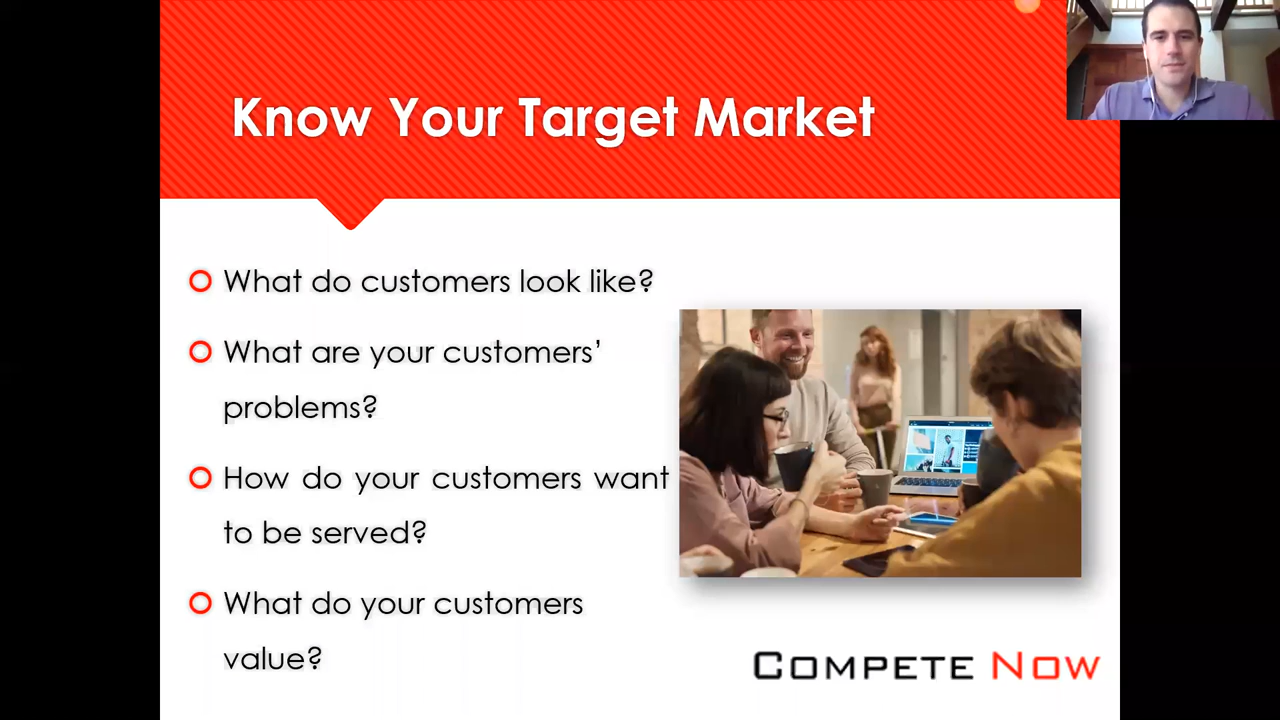 Know Your Target Market
What do customers look like?
What are your customers’
problems?
How do your customers want
to be served?
What do your customers
value?
COMPETE NOW